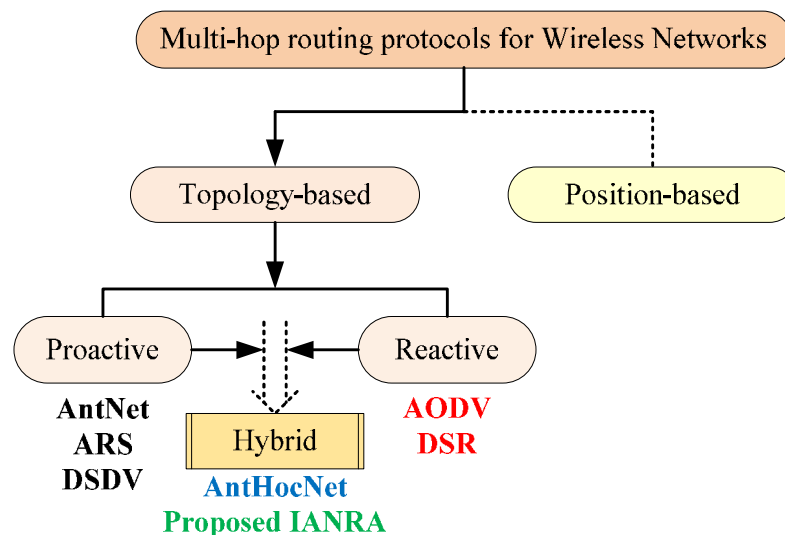 Multi-hop routing protocols for Wireless Networks
Topology-based
Position-based
Proactive
Reactive
AntNet
ARS
DSDV
AODV
DSR
Hybrid
AntHocNet
Proposed IANRA